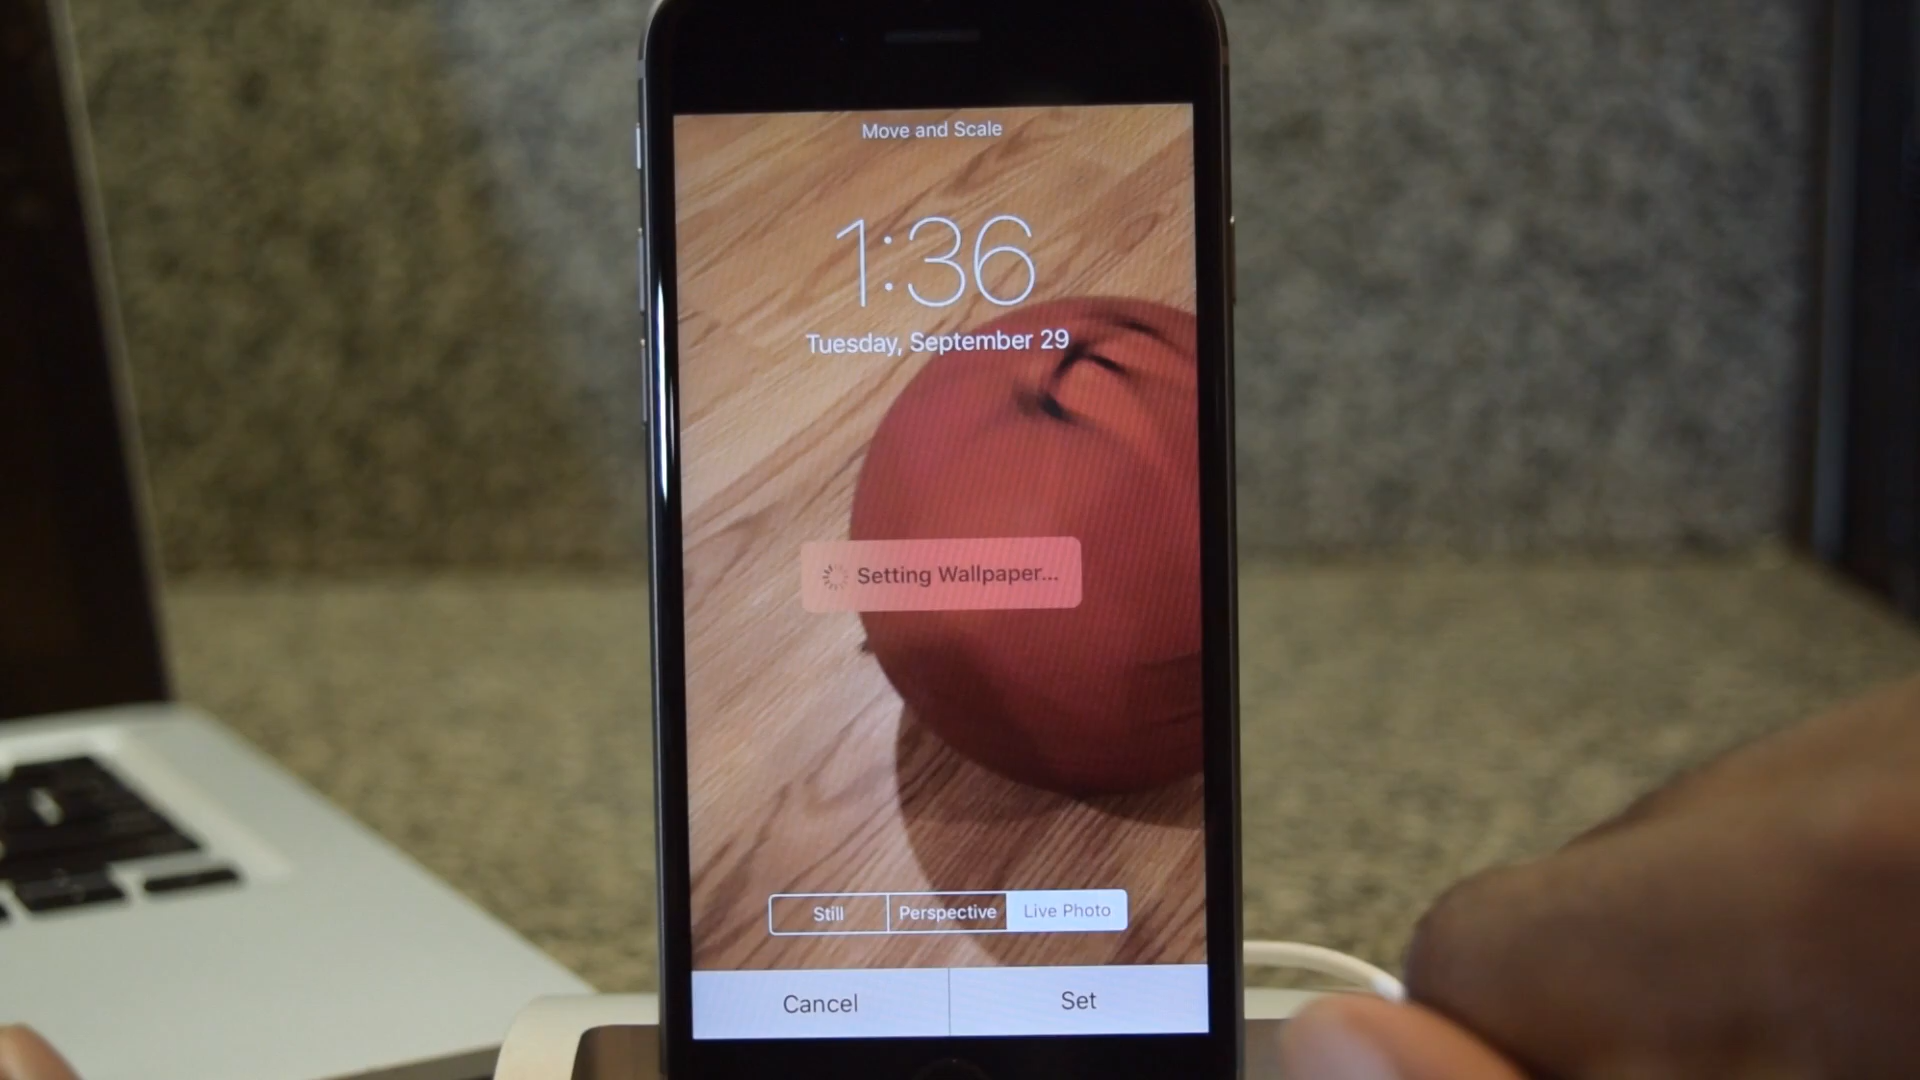 Move and Scale
1:36
Tuesday, September 29
Setting Wallpaper...
Still
Perspective
Live Photo
Cancel
Set